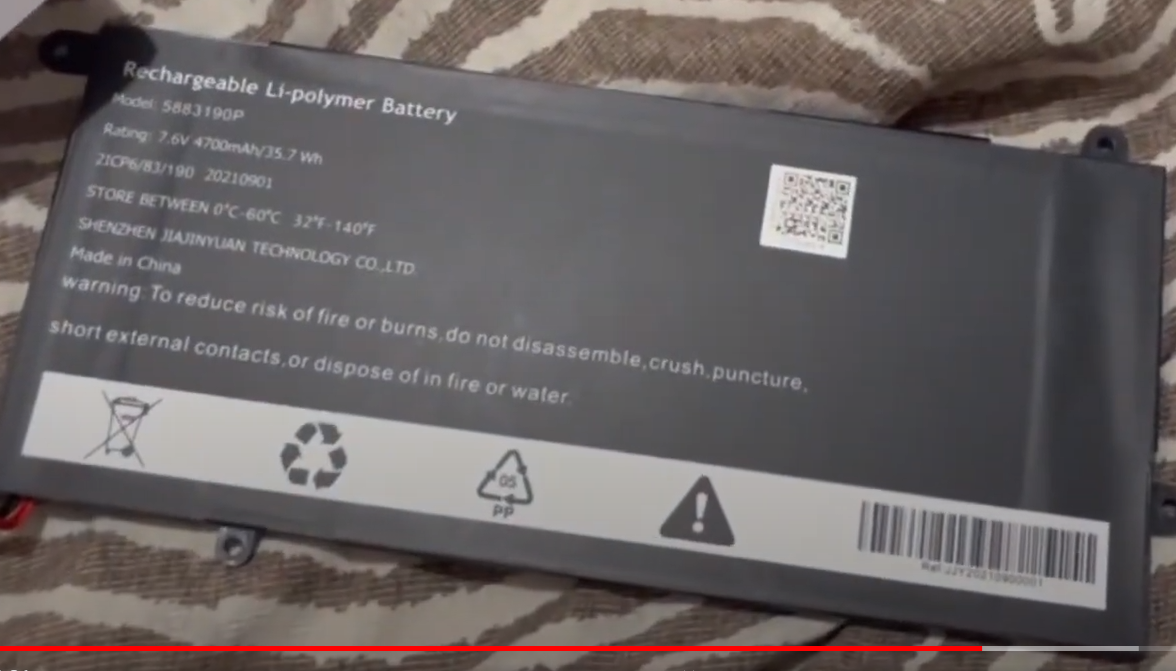 Rechargeable Li-polymer Battery
Model: 5883190P
Rating: 7.6V 4700mAh/35.7 Wh
2ICP6/83/190 20210901
STORE BETWEEN 0°C-60°C 32°F-140°F
SHENZHEN JIAJINYUAN TECHNOLOGY CO.,LTD
Made in China
warning:To reduce risk of fire or burns,do not disassemble,crush,puncture,
short external contacts,or dispose of in fire or water.
05
PP